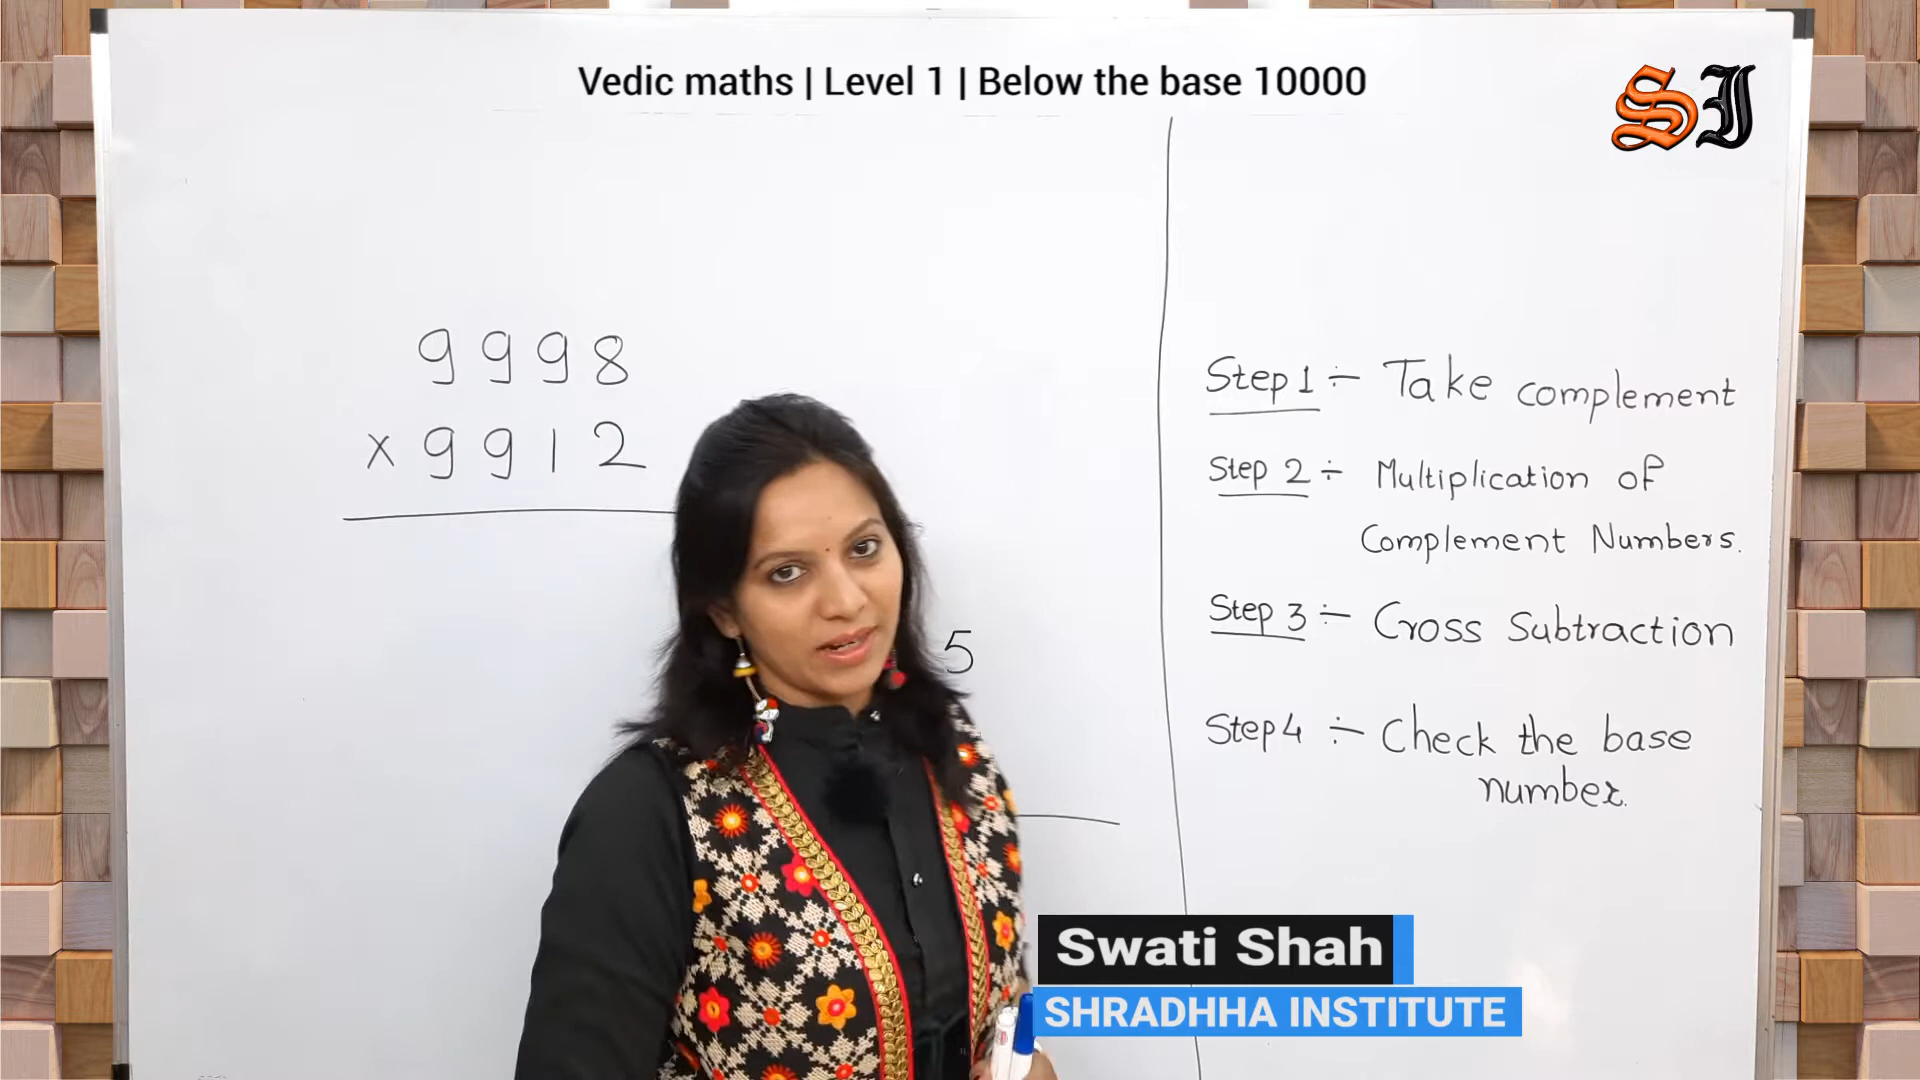 Vedic maths | Level 1 | Below the base 10000
SI
9998
× 9912
5
Step 1 ÷ Take complement
Step 2 ÷ Multiplication of
Complement Numbers.
Step 3 ÷ Cross Subtraction
Step 4 ÷ Check the base
number.
Swati Shah
SHRADHHA INSTITUTE